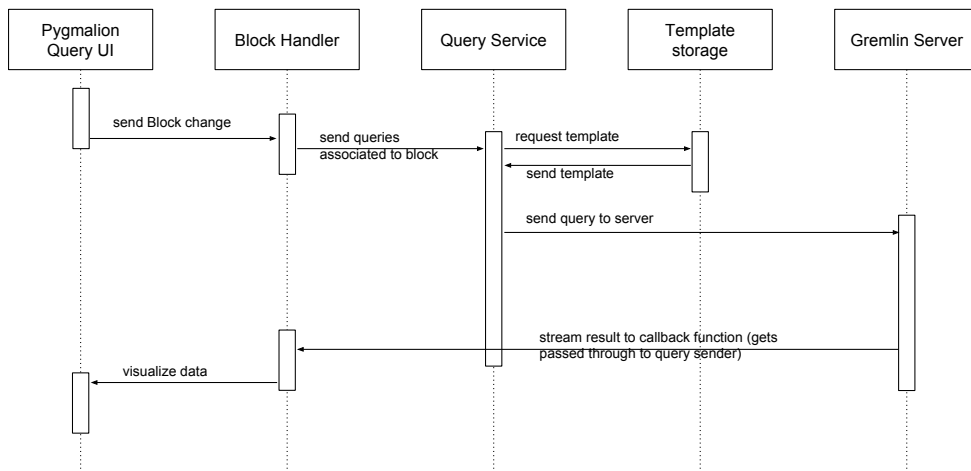 Pygmalion
Query UI
Block Handler
Query Service
Template
storage
Gremlin Server
send Block change
send queries
associated to block
request template
send template
send query to server
stream result to callback function (gets
passed through to query sender)
visualize data